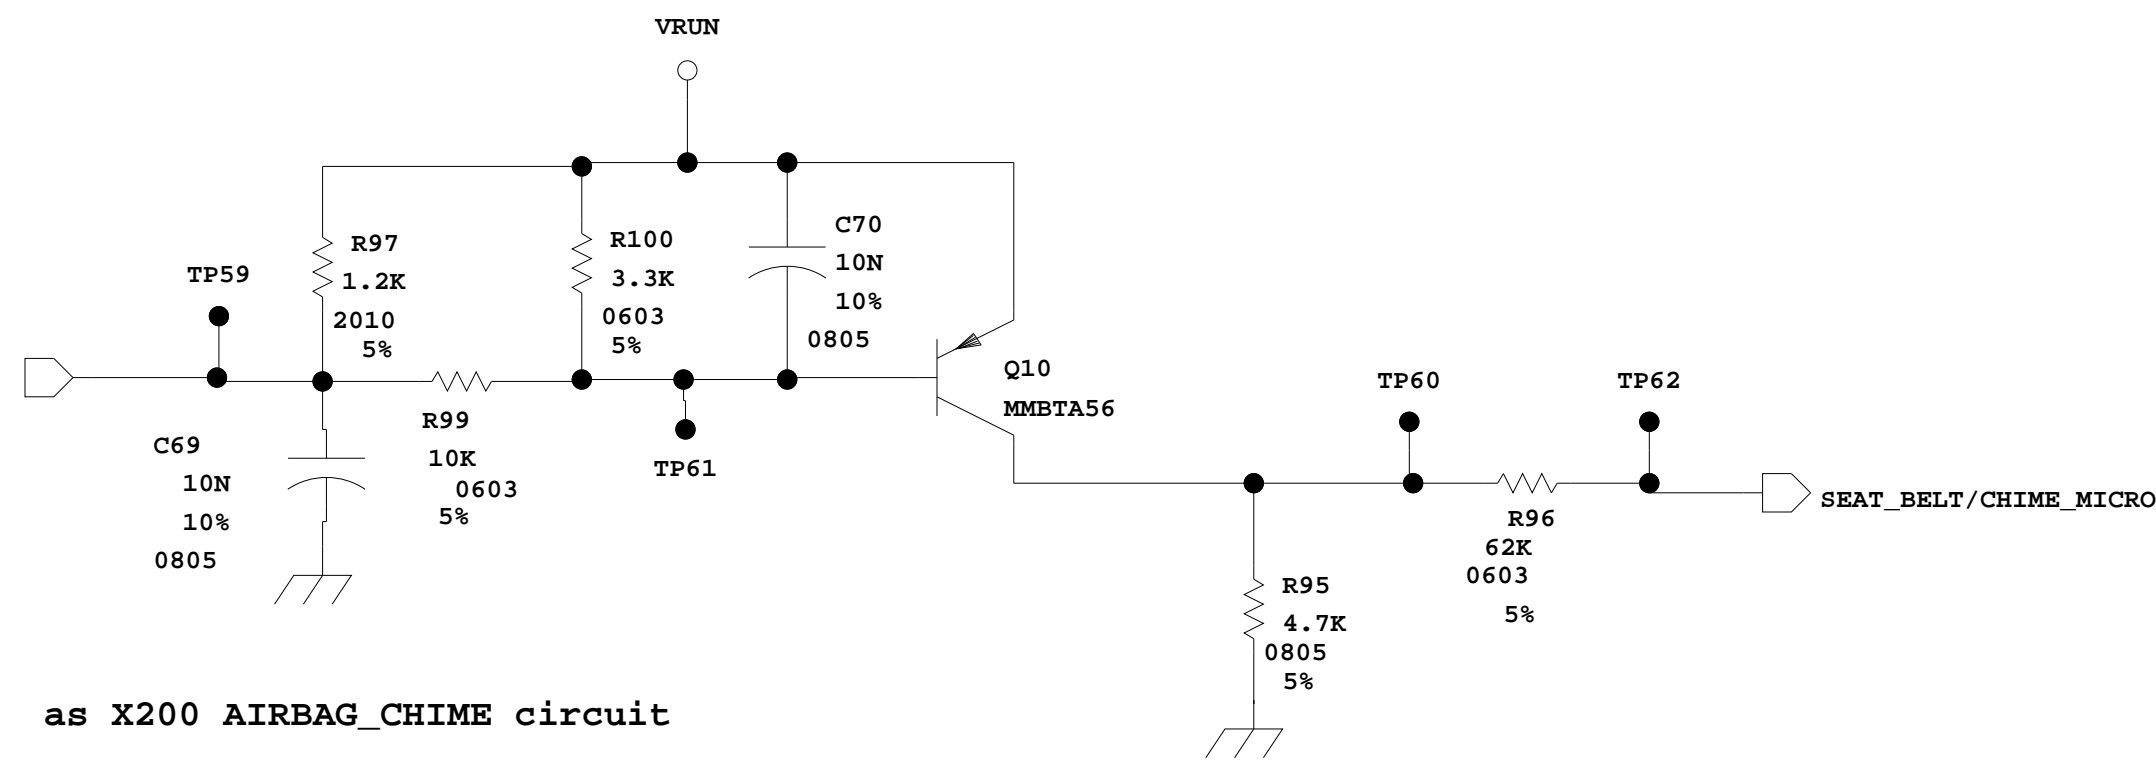 VRUN
C70
10N
10%
0805
R97
1.2K
2010
5%
R100
3.3K
0603
5%
TP59
Q10
MMBTA56
TP60
TP62
R99
10K
0603
5%
C69
10N
10%
0805
TP61
SEAT_BELT/CHIME_MICRO
R96
62K
0603
5%
R95
4.7K
0805
5%
as X200 AIRBAG_CHIME circuit